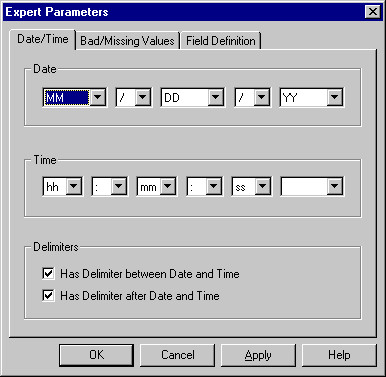 Expert Parameters
Date/Time Bad/Missing Values Field Definition
Date
MM / DD / YY
Time
hh : mm : ss
Delimiters
Has Delimiter between Date and Time
Has Delimiter after Date and Time
OK Cancel Apply Help